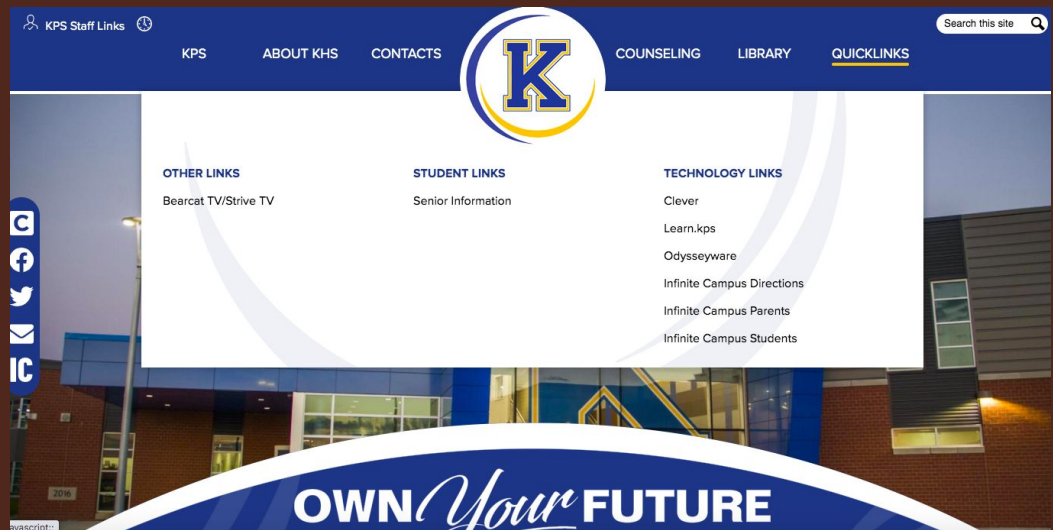 KPS Staff Links
Search this site
KPS ABOUT KHS CONTACTS COUNSELING LIBRARY QUICKLINKS
K
OTHER LINKS
Bearcat TV/Strive TV
STUDENT LINKS
Senior Information
TECHNOLOGY LINKS
Clever
Learn.kps
Odysseyware
Infinite Campus Directions
Infinite Campus Parents
Infinite Campus Students
C
IC
2016
OWN Your FUTURE
avascript:;